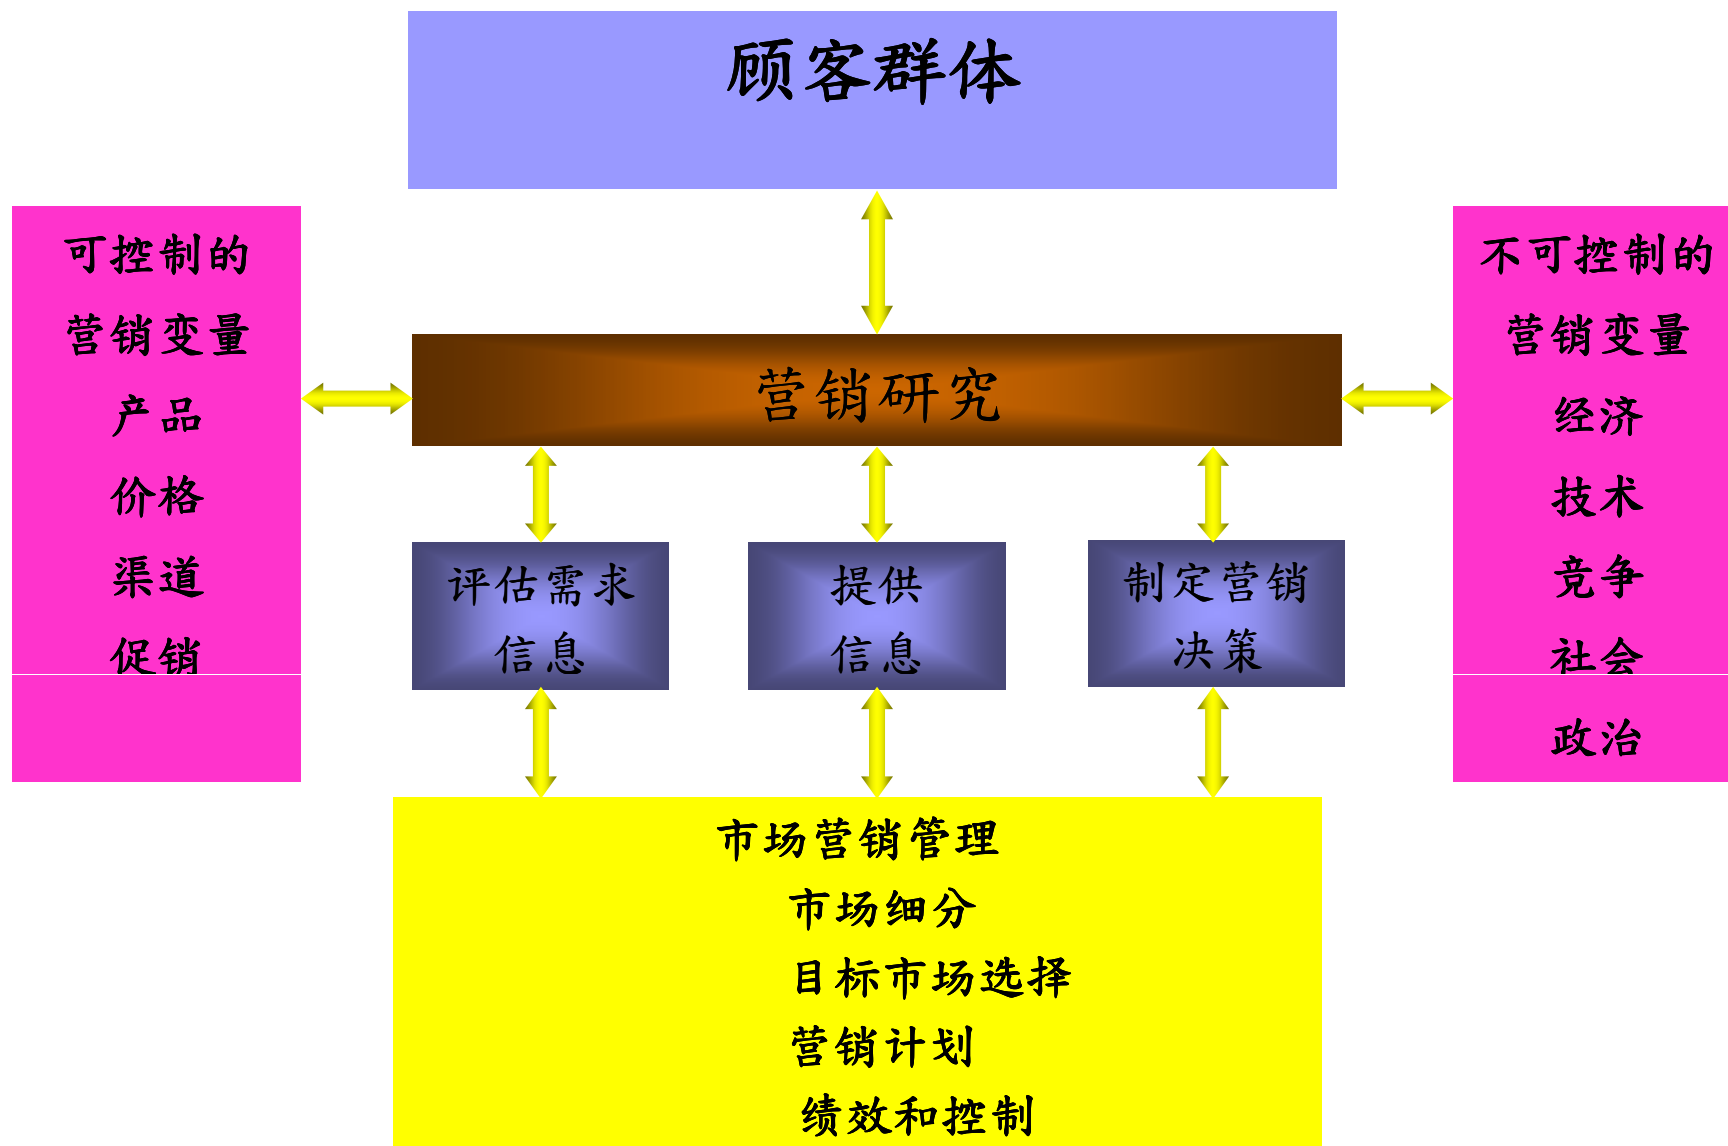 顾客群体
可控制的
营销变量
产品
价格
渠道
促销
营销研究
不可控制的
营销变量
经济
技术
竞争
社会
政治
评估需求
信息
提供
信息
制定营销
决策
市场营销管理
市场细分
目标市场选择
营销计划
绩效和控制